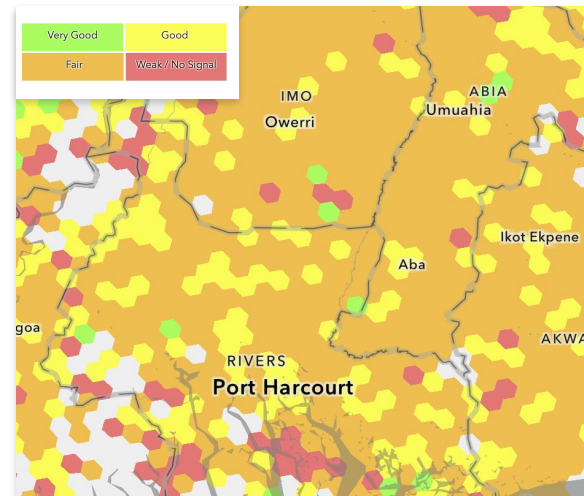 Very Good
Good
Fair
Weak / No Signal
IMO
Owerri
ABIA
Umuahia
Ikot Ekpene
Aba
goa
AKWA
RIVERS
Port Harcourt